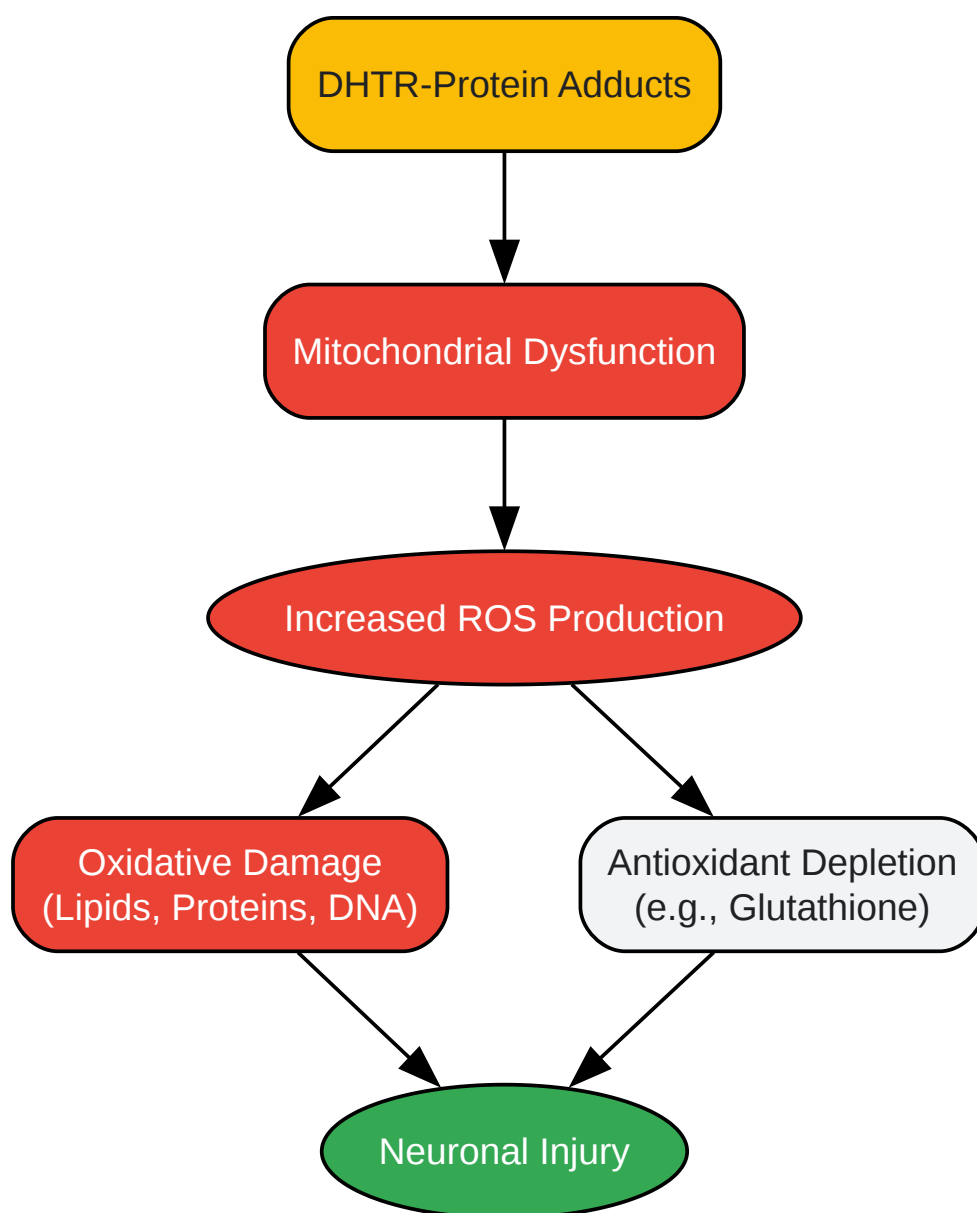 DHTR-Protein Adducts
Mitochondrial Dysfunction
Increased ROS Production
Oxidative Damage
(Lipids, Proteins, DNA)
Antioxidant Depletion
(e.g., Glutathione)
Neuronal Injury